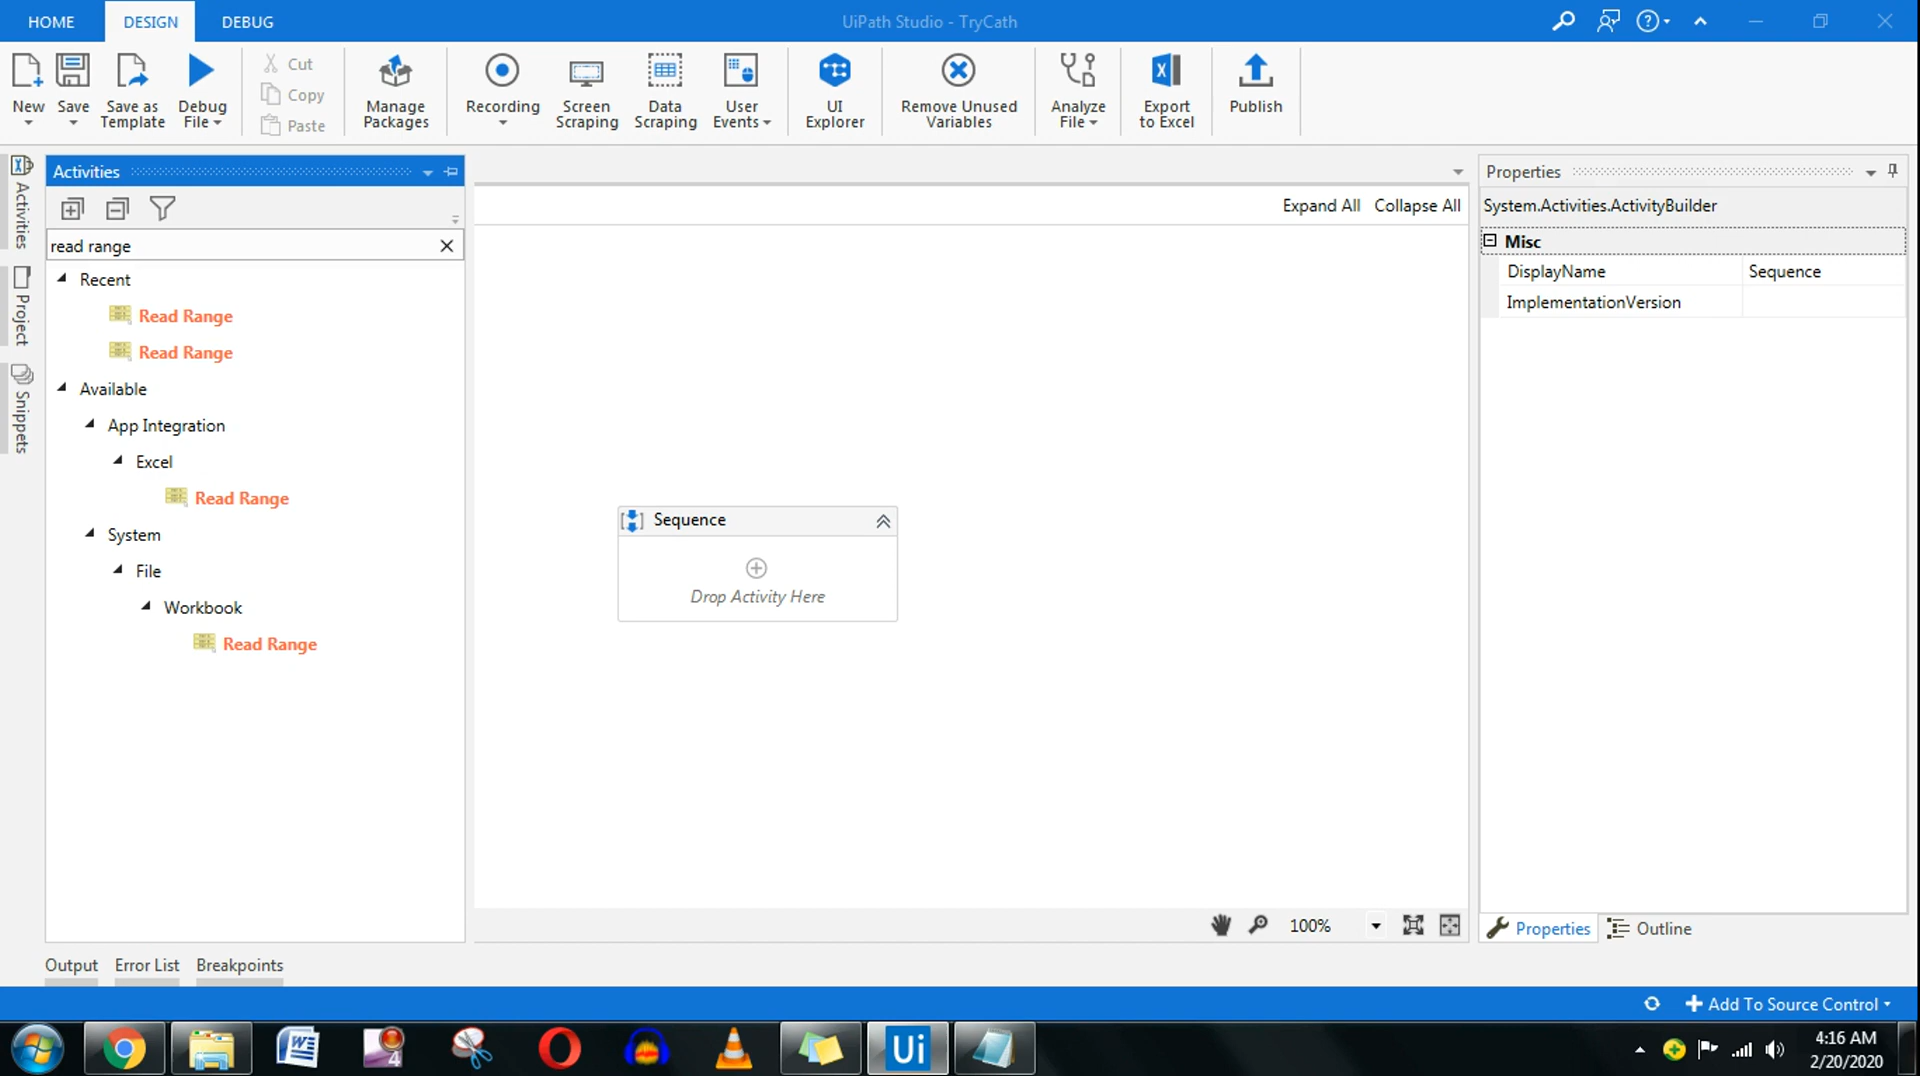 HOME DESIGN DEBUG UiPath Studio - TryCath
New Save Save as Template Debug File
Cut
Copy
Paste
Manage Packages
Recording
Screen Scraping
Data Scraping
User Events
UI Explorer
Remove Unused Variables
Analyze File
Export to Excel
Publish
Activities
Project
Snippets
Activities
read range
Recent
Read Range
Read Range
Available
App Integration
Excel
Read Range
System
File
Workbook
Read Range
Expand All Collapse All
Sequence
Drop Activity Here
100%
Properties
System.Activities.ActivityBuilder
Misc
DisplayName Sequence
ImplementationVersion
Properties Outline
Output Error List Breakpoints
Add To Source Control
4
Ui
4:16 AM
2/20/2020